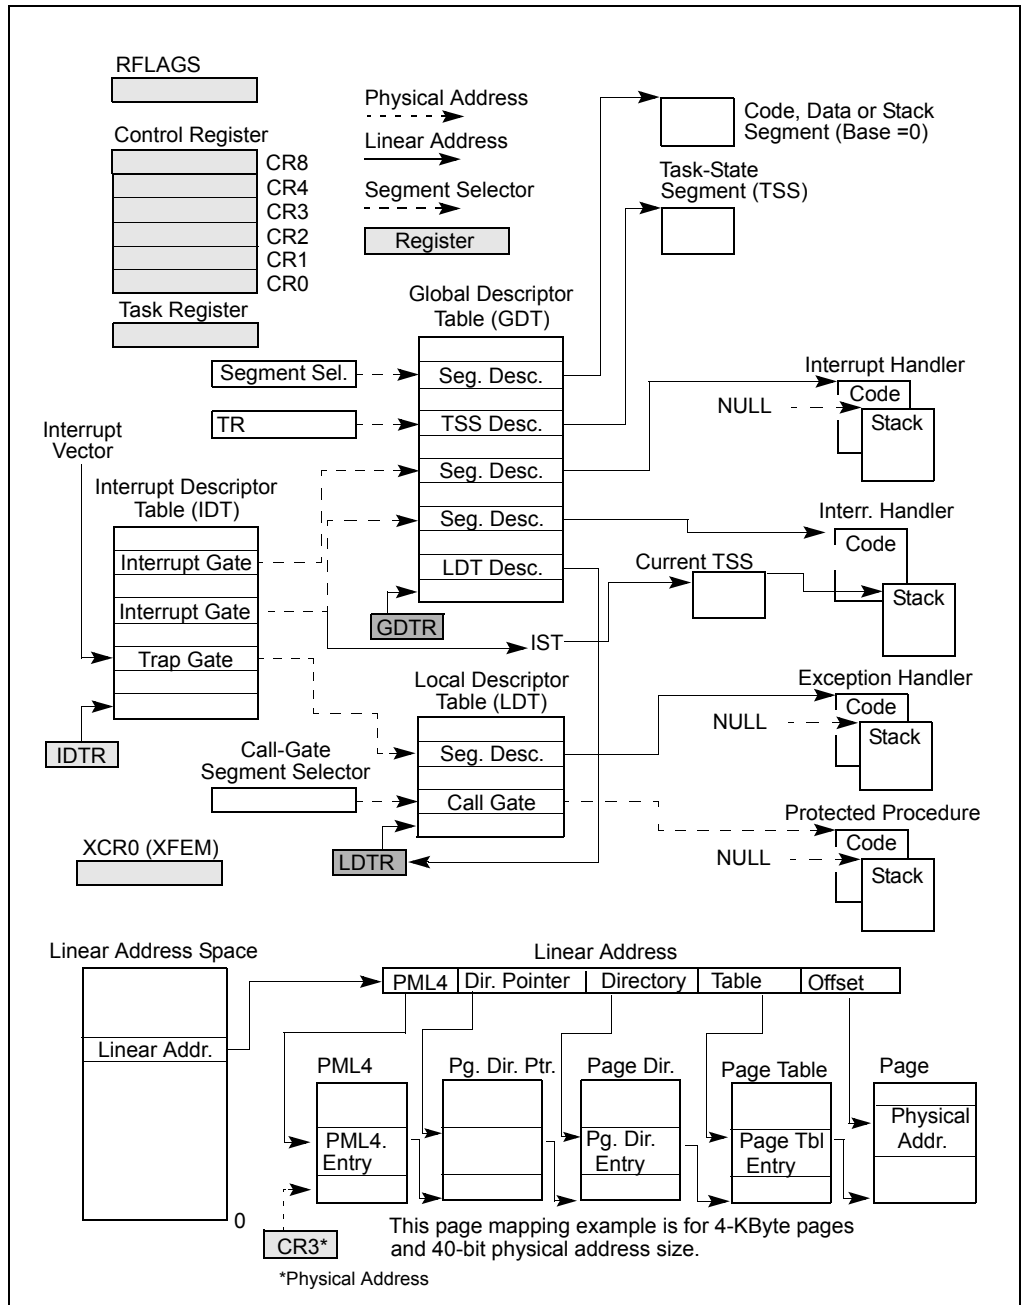 RFLAGS
Physical Address
Linear Address
Segment Selector
Register
Control Register
CR8
CR4
CR3
CR2
CR1
CR0
Task Register
Code, Data or Stack
Segment (Base =0)
Task-State
Segment (TSS)
Global Descriptor
Table (GDT)
Segment Sel.
Seg. Desc.
TR
TSS Desc.
Seg. Desc.
Seg. Desc.
LDT Desc.
GDTR
Interrupt Handler
Code
NULL
Stack
Interrupt
Vector
Interrupt Descriptor
Table (IDT)
Interrupt Gate
Interrupt Gate
Trap Gate
IDTR
Interr. Handler
Code
Current TSS
Stack
IST
Local Descriptor
Table (LDT)
Seg. Desc.
Call Gate
Call-Gate
Segment Selector
LDTR
Exception Handler
Code
NULL
Stack
Protected Procedure
Code
NULL
Stack
XCR0 (XFEM)
Linear Address Space
Linear Addr.
0
Linear Address
PML4
Dir. Pointer
Directory
Table
Offset
PML4
PML4.
Entry
Pg. Dir. Ptr.
Page Dir.
Pg. Dir.
Entry
Page Table
Page Tbl
Entry
Page
Physical
Addr.
CR3*
This page mapping example is for 4-KByte pages
and 40-bit physical address size.
*Physical Address